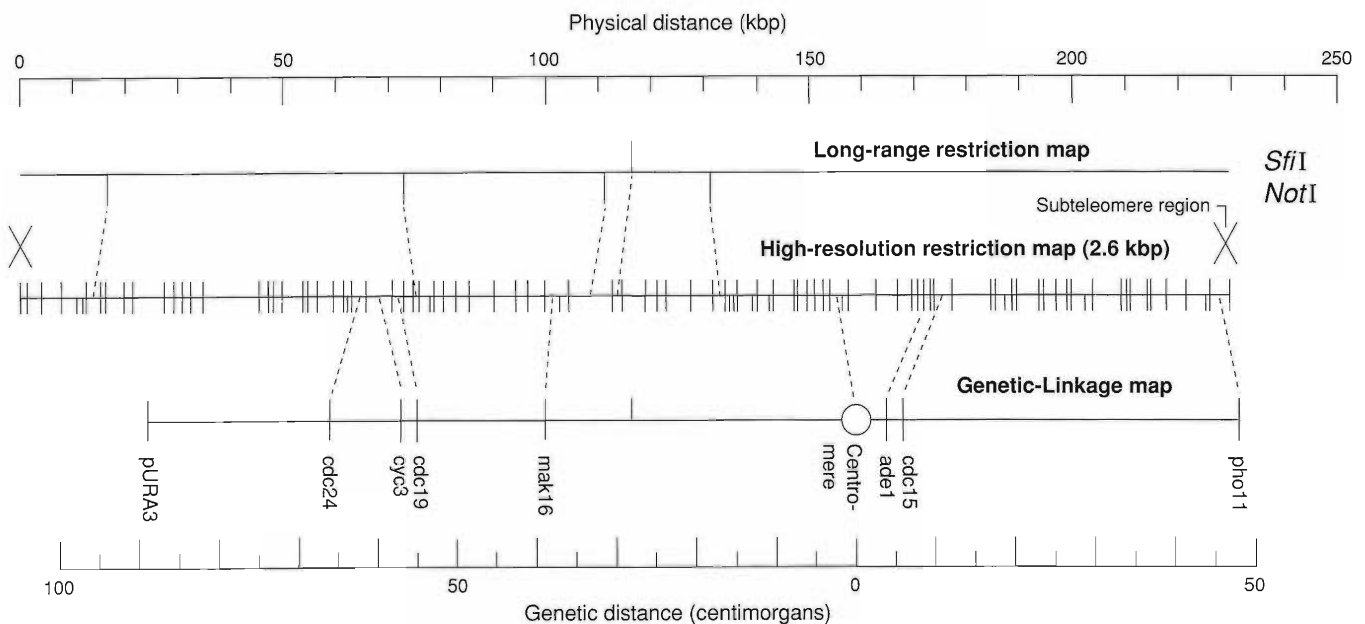 Physical distance (kbp)
0 50 100 150 200 250
Long-range restriction map
SfiI
NotI
Subteleomere region
High-resolution restriction map (2.6 kbp)
Genetic-Linkage map
pURA3
cdc24
cyc3
cdc19
mak16
Centro-
mere
ade1
cdc15
pho11
100 50 0 50
Genetic distance (centimorgans)